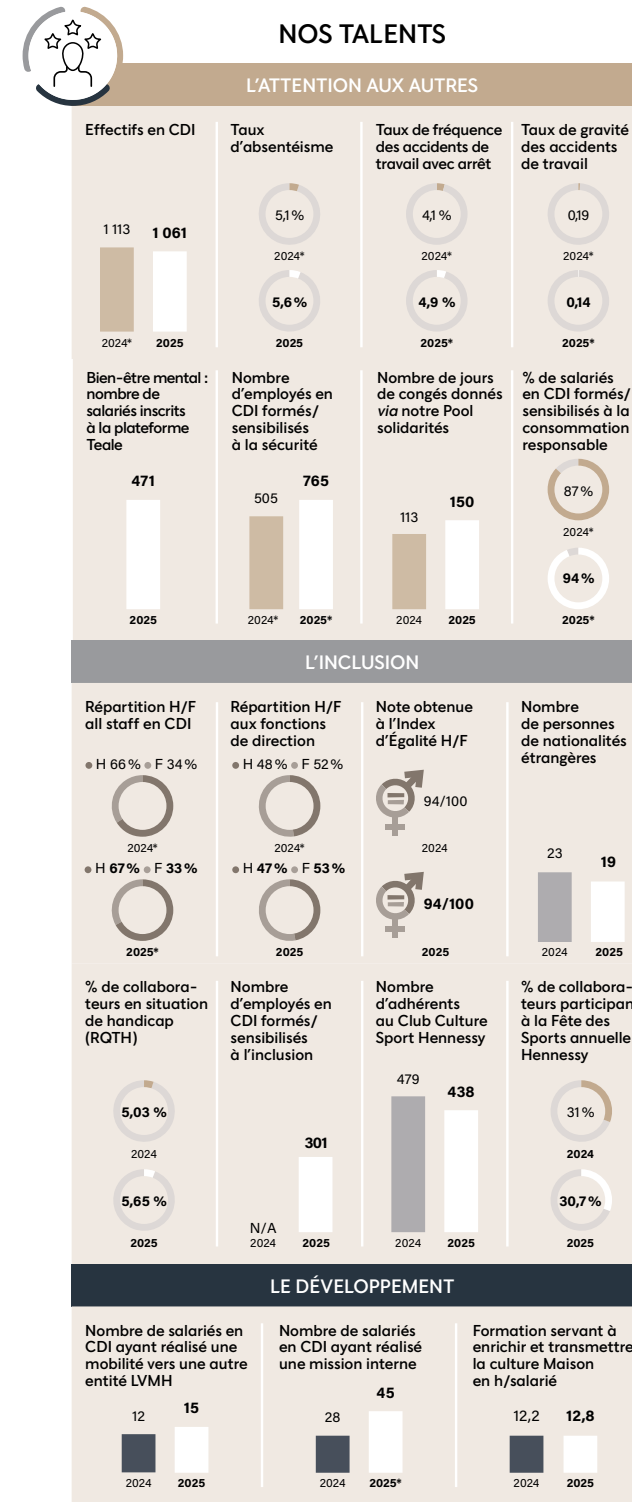 NOS TALENTS
L'ATTENTION AUX AUTRES
Effectifs en CDI
1 113
1 061
2024*
2025
Taux
d'absentéisme
5,1 %
2024*
5,6 %
2025
Taux de fréquence
des accidents de
travail avec arrêt
4,1 %
2024*
4,9 %
2025*
Taux de gravité
des accidents
de travail
0,19
2024*
0,14
2025*
Bien-être mental :
nombre de
salariés inscrits
à la plateforme
Teale
471
2025
Nombre
d'employés en
CDI formés/
sensibilisés
à la sécurité
505
765
2024*
2025*
Nombre de jours
de congés donnés
via notre Pool
solidarités
113
150
2024
2025
% de salariés
en CDI formés/
sensibilisés à la
consommation
responsable
87 %
2024*
94 %
2025*
L'INCLUSION
Répartition H/F
all staff en CDI
H 66 % F 34 %
2024*
H 67 % F 33 %
2025*
Répartition H/F
aux fonctions
de direction
H 48 % F 52 %
2024*
H 47 % F 53 %
2025
Note obtenue
à l'Index
d'Égalité H/F
94/100
2024
94/100
2025
Nombre
de personnes
de nationalités
étrangères
23
19
2024
2025
% de collabora-
teurs en situation
de handicap
(RQTH)
5,03 %
2024
5,65 %
2025
Nombre
d'employés en
CDI formés/
sensibilisés
à l'inclusion
N/A
301
2024
2025
Nombre
d'adhérents
au Club Culture
Sport Hennessy
479
438
2024
2025
% de collabora-
teurs participan
à la Fête des
Sports annuelle
Hennessy
31 %
2024
30,7 %
2025
LE DÉVELOPPEMENT
Nombre de salariés en
CDI ayant réalisé une
mobilité vers une autre
entité LVMH
12
15
2024
2025
Nombre de salariés
en CDI ayant réalisé
une mission interne
28
45
2024
2025*
Formation servant à
enrichir et transmettre
la culture Maison
en h/salarié
12,2
12,8
2024
2025